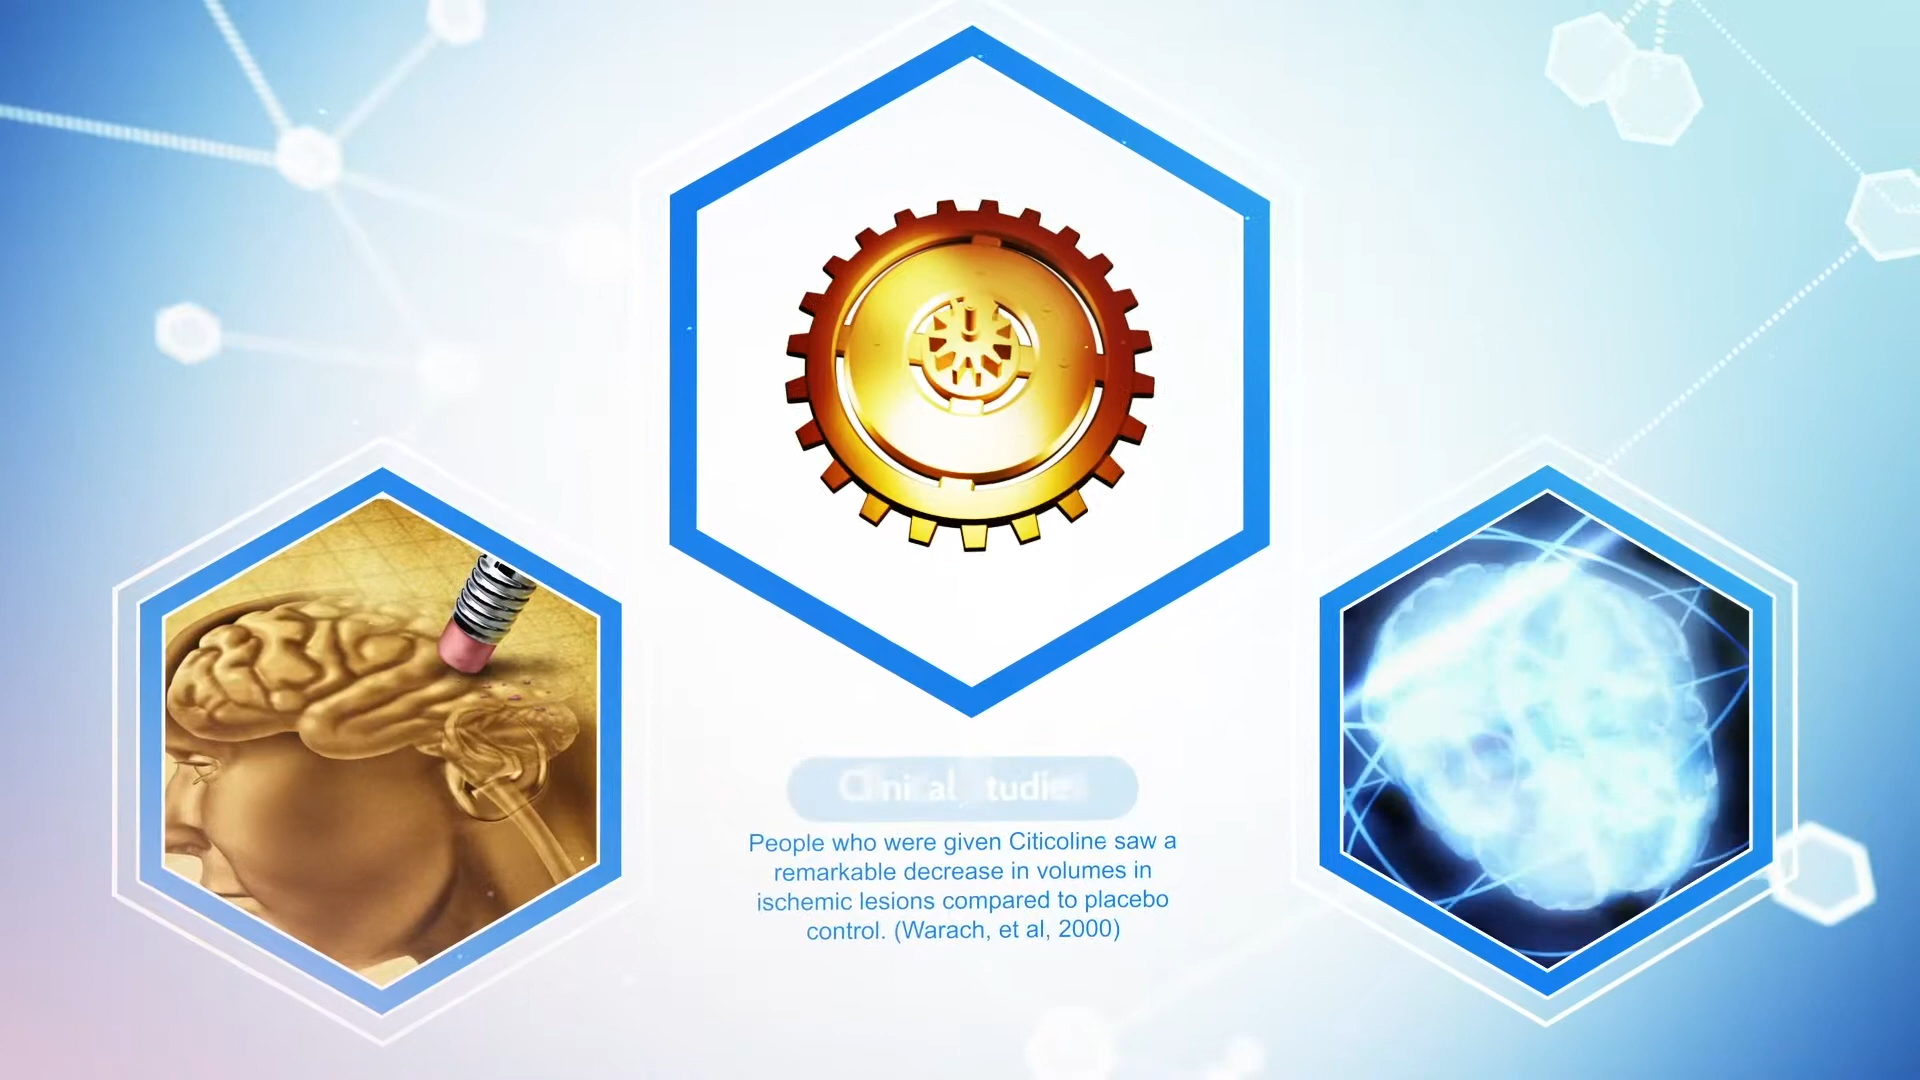 People who were given Citicoline saw a
remarkable decrease in volumes in
ischemic lesions compared to placebo
control. (Warach, et al, 2000)